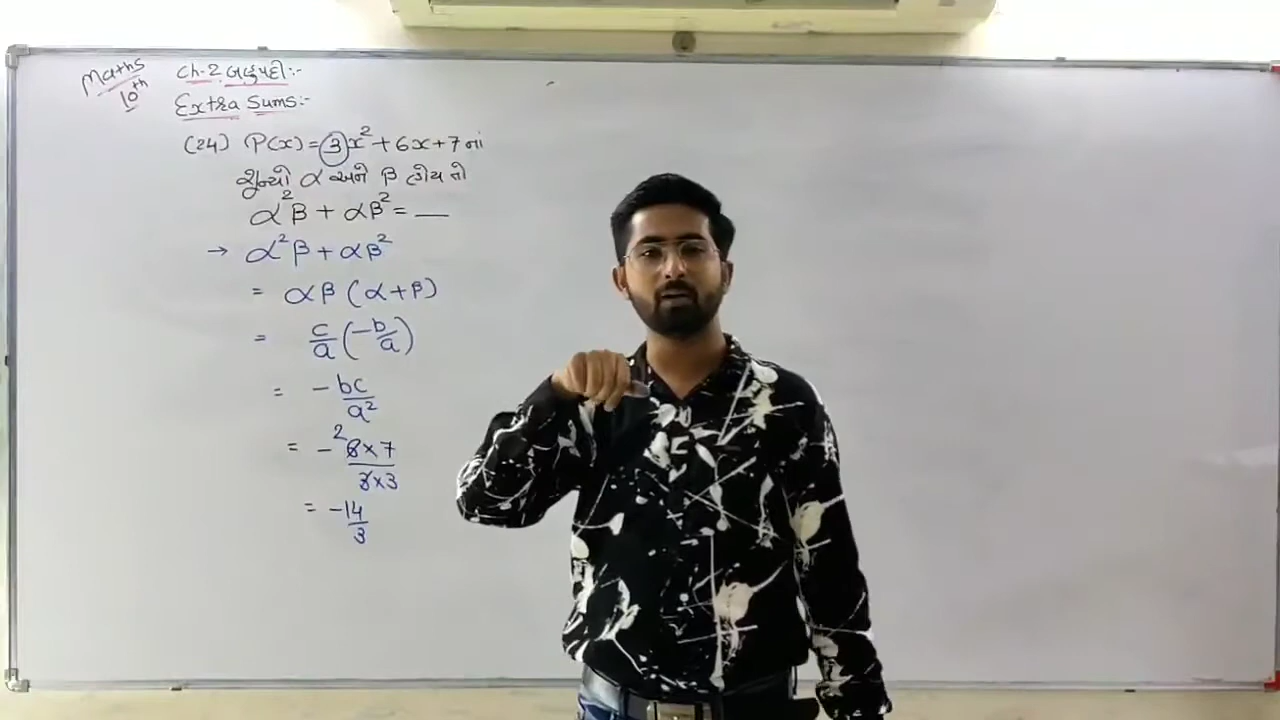 Maths
10th
Ch-2 બહુપદી:-
Extra Sums:-
(24) P(x) = 3x² + 6x + 7 નાં
શૂન્યો α અને β હોય તો
α²β + αβ² = __
→ α²β + αβ²
= αβ (α+β)
= c/a (-b/a)
= -bc/a²
= -²6×7/3×3
= -14/3